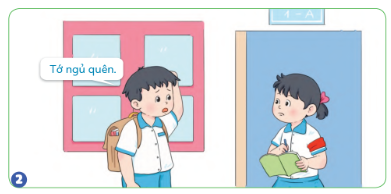 1 - A
Tớ ngủ quên.
2